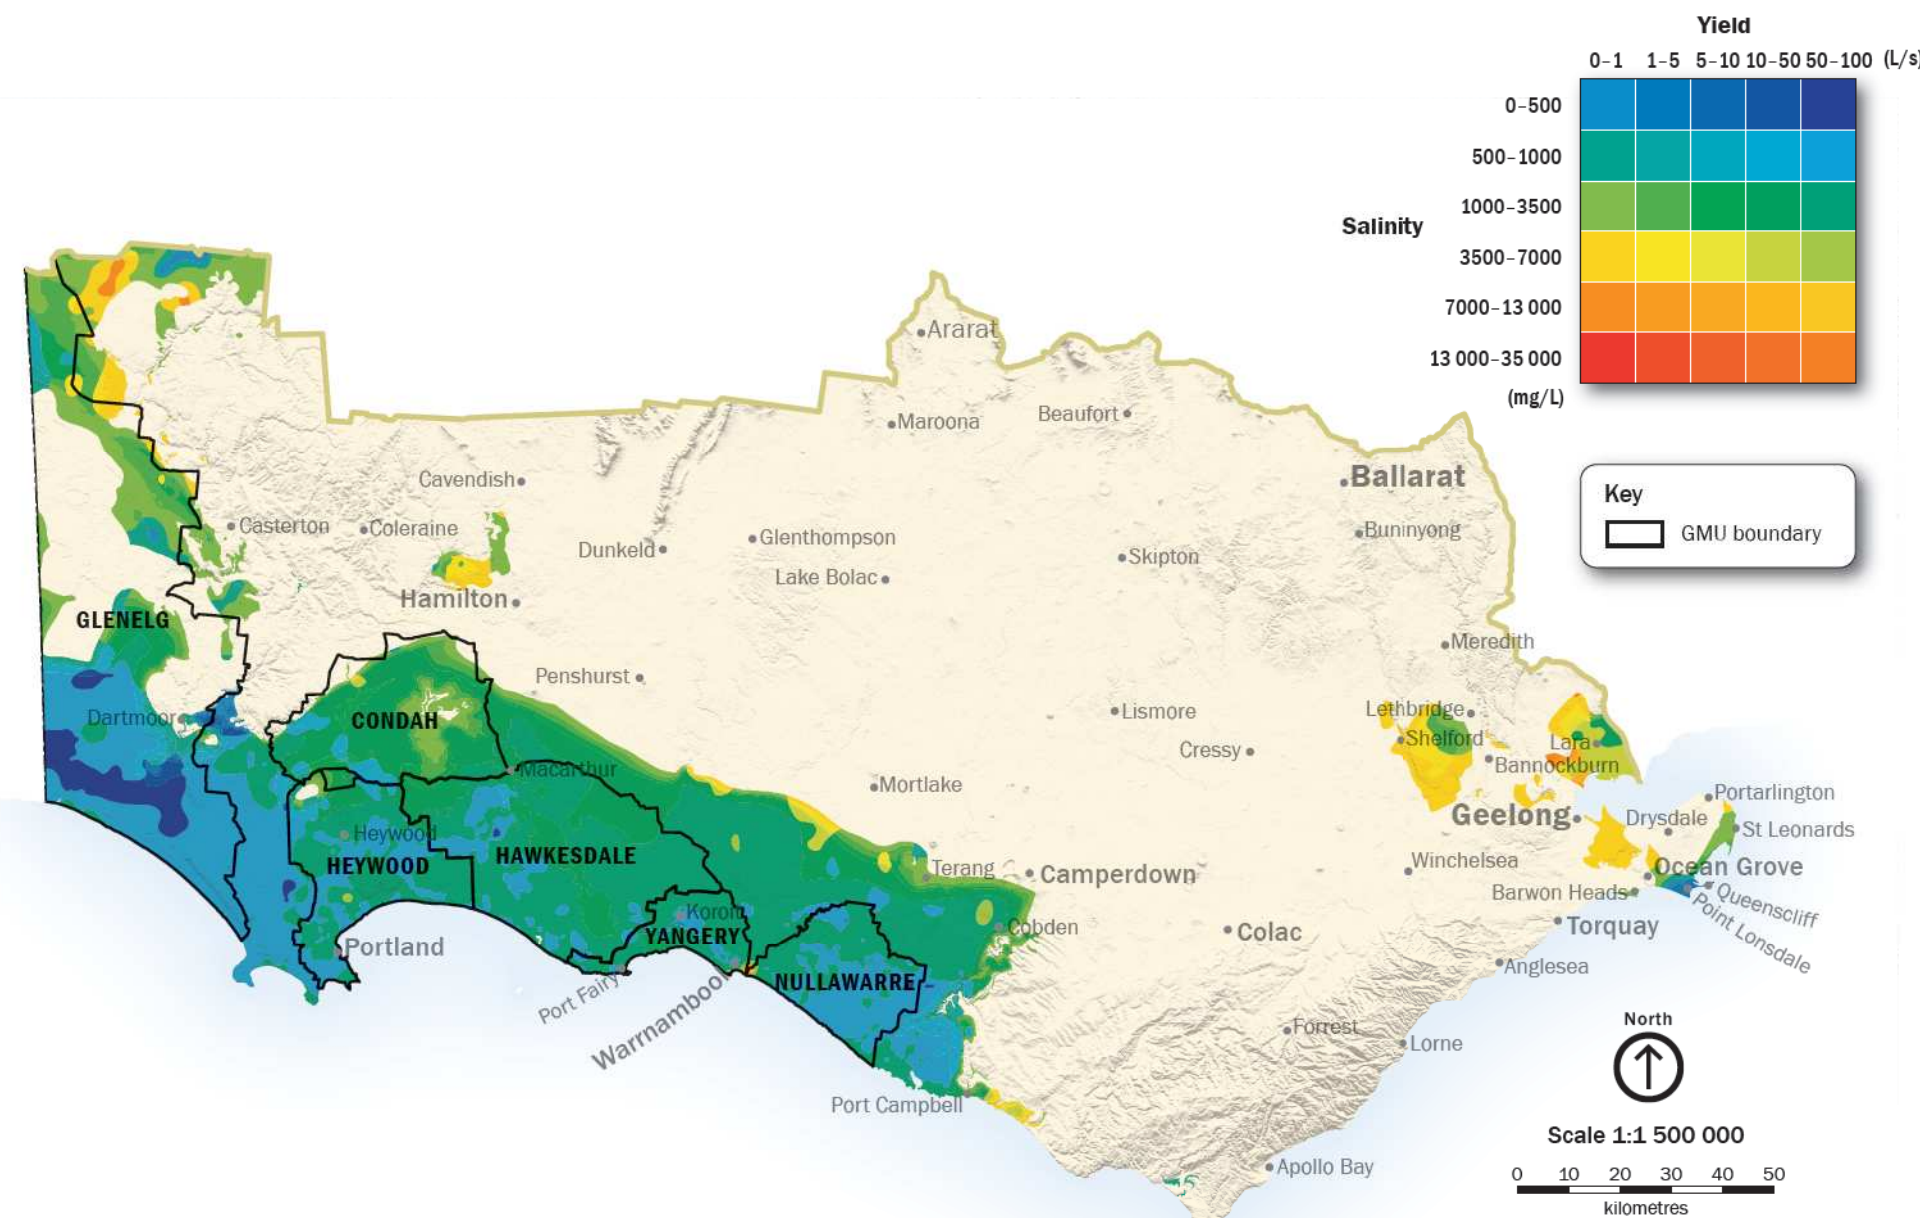 Yield
0–1 1–5 5–10 10–50 50–100 (L/s)
0–500
500–1000
1000–3500
Salinity
3500–7000
7000–13 000
13 000–35 000
(mg/L)
Key
GMU boundary
Ararat
Maroona
Beaufort
Ballarat
Buninyong
Cavendish
Casterton
Coleraine
Dunkeld
Glenthompson
Lake Bolac
Skipton
Hamilton
GLENELG
Meredith
Penshurst
Dartmoor
CONDAH
Lismore
Lethbridge
Shelford
Lara
Cressy
Bannockburn
Macarthur
Mortlake
Portarlington
Geelong
Drysdale
St Leonards
Heywood
HEYWOOD
HAWKESDALE
Terang
Camperdown
Winchelsea
Ocean Grove
Barwon Heads
Queenscliff
Point Lonsdale
Koroit
YANGERY
Cobden
Colac
Torquay
Portland
Anglesea
NULLAWARRE
Port Fairy
Warrnambool
Forrest
Lorne
Port Campbell
Apollo Bay
North
Scale 1:1 500 000
0 10 20 30 40 50
kilometres